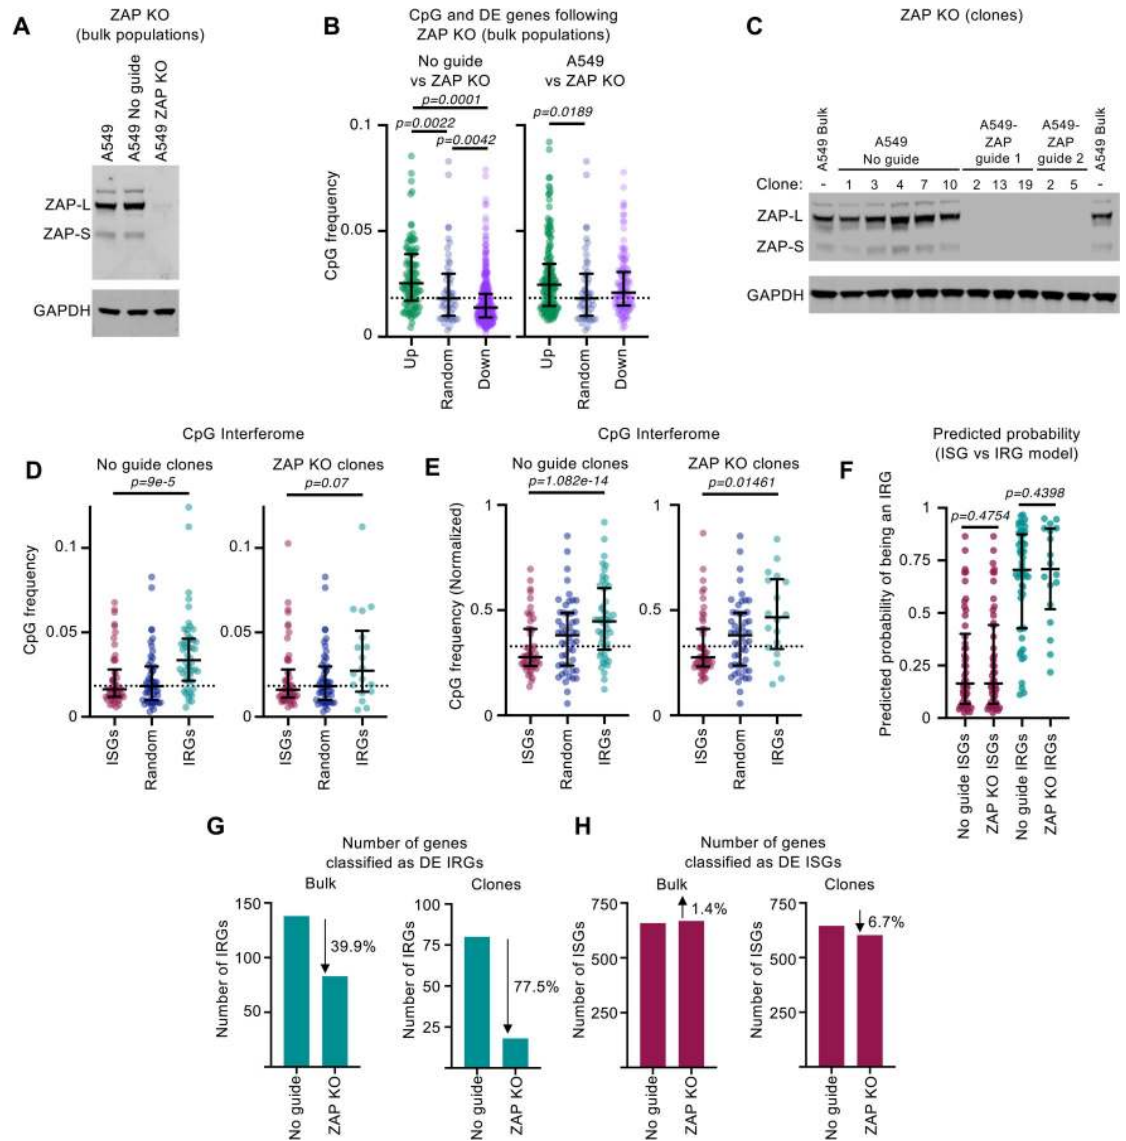 A
ZAP KO
(bulk populations)
A549
A549 No guide
A549 ZAP KO
ZAP-L
ZAP-S
GAPDH
B
CpG and DE genes following
ZAP KO (bulk populations)
No guide
vs ZAP KO
A549
vs ZAP KO
p=0.0001
p=0.0022
p=0.0042
p=0.0189
CpG frequency
0.1
0.05
0
Up
Random
Down
Up
Random
Down
C
ZAP KO (clones)
A549 Bulk
A549
No guide
A549-
ZAP
guide 1
A549-
ZAP
guide 2
A549 Bulk
Clone: - 1 3 4 7 10 2 13 19 2 5 -
ZAP-L
ZAP-S
GAPDH
D
CpG Interferome
No guide clones
ZAP KO clones
p=9e-5
p=0.07
CpG frequency
0.1
0.05
0
0.1
0.05
0
ISGs
Random
IRGs
ISGs
Random
IRGs
E
CpG Interferome
No guide clones
ZAP KO clones
p=1.082e-14
p=0.01461
CpG frequency (Normalized)
1
0.5
0
1
0.5
0
ISGs
Random
IRGs
ISGs
Random
IRGs
F
Predicted probability
(ISG vs IRG model)
p=0.4398
p=0.4754
Predicted probability of being an IRG
1
0.75
0.5
0.25
0
No guide ISGs
ZAP KO ISGs
No guide IRGs
ZAP KO IRGs
G
Number of genes
classified as DE IRGs
Bulk
Clones
Number of IRGs
150
100
50
39.9%
No guide
ZAP KO
Number of IRGs
100
75
50
25
77.5%
No guide
ZAP KO
H
Number of genes
classified as DE ISGs
Bulk
Clones
Number of ISGs
750
500
250
1.4%
No guide
ZAP KO
Number of ISGs
750
500
250
6.7%
No guide
ZAP KO